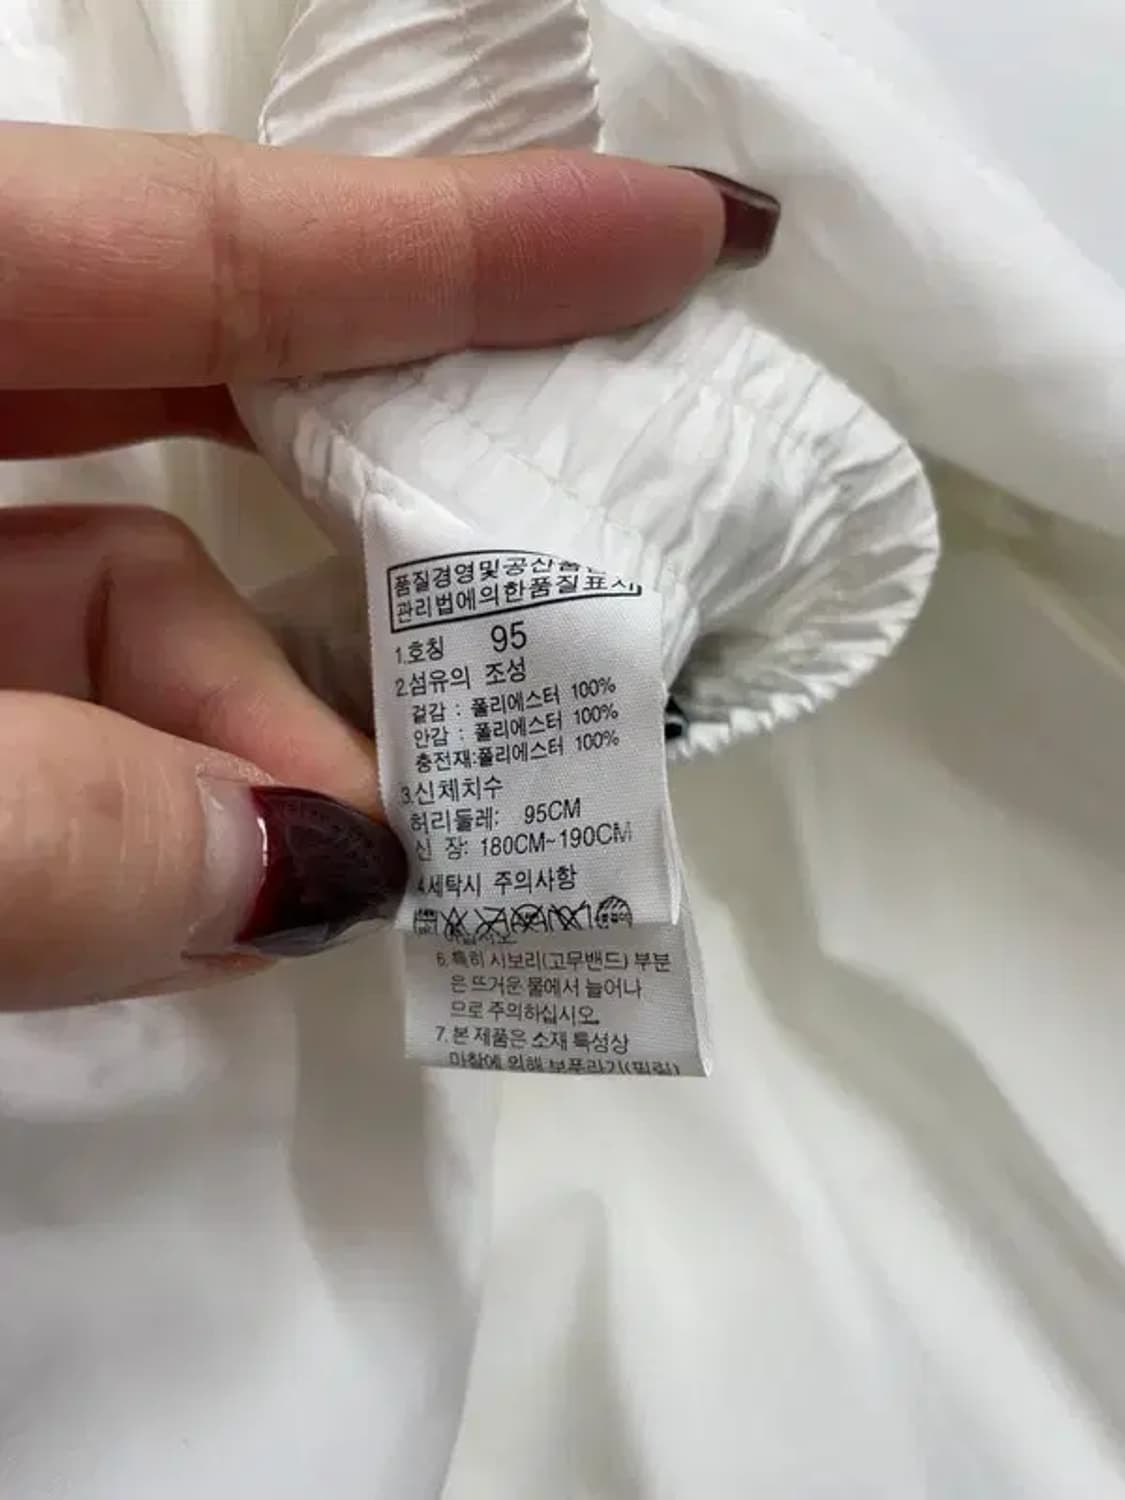 품질경영및공산품안
관리법에의한품질표시
1.호칭 95
2.섬유의 조성
겉감 : 폴리에스터 100%
안감 : 폴리에스터 100%
충전재:폴리에스터 100%
3.신체치수
허리둘레: 95CM
신 장: 180CM~190CM
4.세탁시 주의사항
6.특히 시보리(고무밴드) 부분
은 뜨거운 물에서 늘어나
므로 주의하십시오.
7.본 제품은 소재 특성상
마찰에 의해 보푸라기(필링)